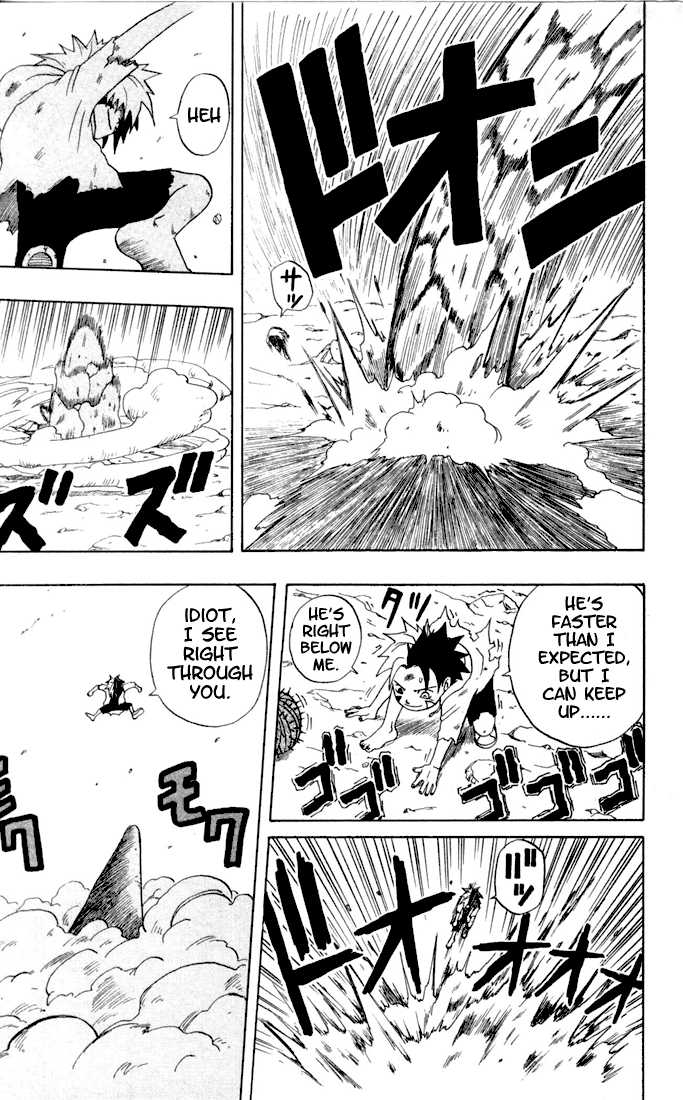 ドオン
サッ
HEH
ズズ
HE'S
FASTER
THAN I
EXPECTED,
BUT I
CAN KEEP
UP......
ダッ
HE'S
RIGHT
BELOW
ME.
ゴゴゴゴゴ
バッ
ドオオオオ
IDIOT,
I SEE
RIGHT
THROUGH
YOU.
モク
モク